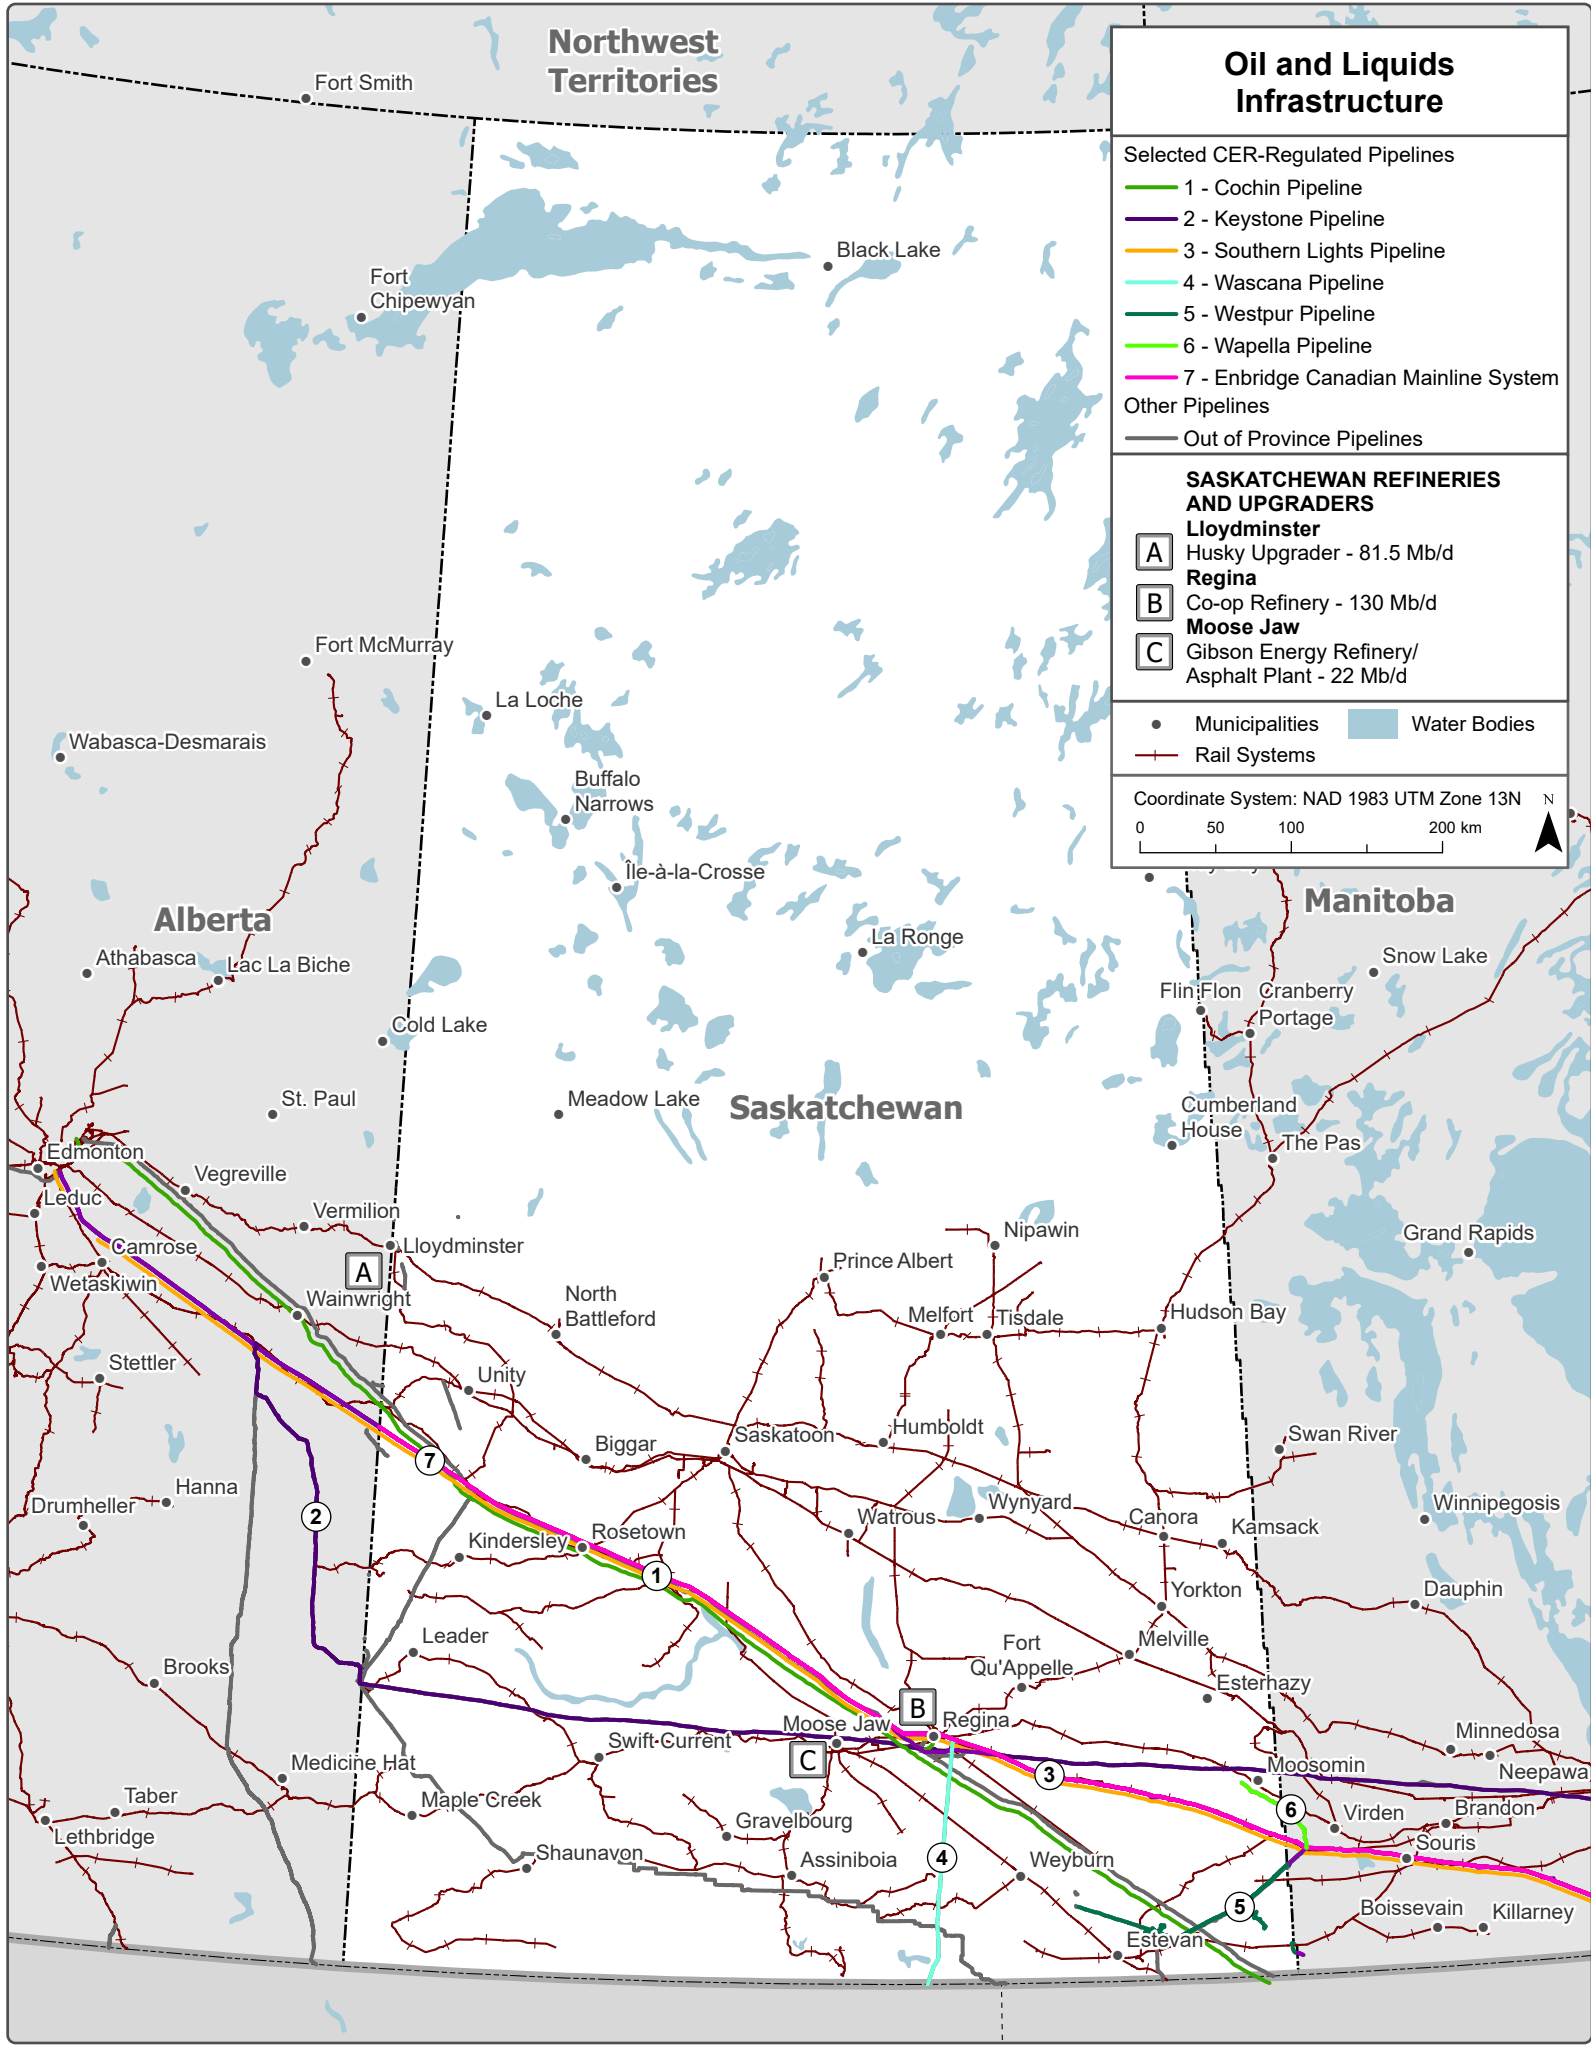 Northwest
Territories
Fort Smith
Fort
Chipewyan
Black Lake
Oil and Liquids
Infrastructure
Selected CER-Regulated Pipelines
1 - Cochin Pipeline
2 - Keystone Pipeline
3 - Southern Lights Pipeline
4 - Wascana Pipeline
5 - Westpur Pipeline
6 - Wapella Pipeline
7 - Enbridge Canadian Mainline System
Other Pipelines
Out of Province Pipelines
SASKATCHEWAN REFINERIES
AND UPGRADERS
Lloydminster
A
Husky Upgrader - 81.5 Mb/d
Regina
B
Co-op Refinery - 130 Mb/d
Moose Jaw
C
Gibson Energy Refinery/
Asphalt Plant - 22 Mb/d
Municipalities
Water Bodies
Rail Systems
Coordinate System: NAD 1983 UTM Zone 13N
N
0 50 100 200 km
Fort McMurray
La Loche
Wabasca-Desmarais
Buffalo
Narrows
Île-à-la-Crosse
Alberta
Manitoba
La Ronge
Athabasca
Lac La Biche
Snow Lake
Flin Flon
Cranberry
Portage
Cold Lake
St. Paul
Meadow Lake
Saskatchewan
Cumberland
House
The Pas
Edmonton
Vegreville
Leduc
Vermilion
Nipawin
Grand Rapids
Camrose
Lloydminster
A
Wetaskiwin
Prince Albert
Wainwright
North
Battleford
Melfort
Tisdale
Hudson Bay
Stettler
Unity
Humboldt
Saskatoon
Swan River
Biggar
7
Hanna
Drumheller
2
Wynyard
Watrous
Canora
Kamsack
Winnipegosis
Kindersley
Rosetown
1
Yorkton
Dauphin
Leader
Fort
Qu'Appelle
Melville
Brooks
Esterhazy
B
Moose Jaw
Regina
Swift Current
C
Minnedosa
Medicine Hat
3
Moosomin
Neepawa
Taber
Maple Creek
6
Virden
Brandon
Lethbridge
Gravelbourg
Souris
Shaunavon
Assiniboia
4
Weyburn
5
Boissevain
Killarney
Estevan